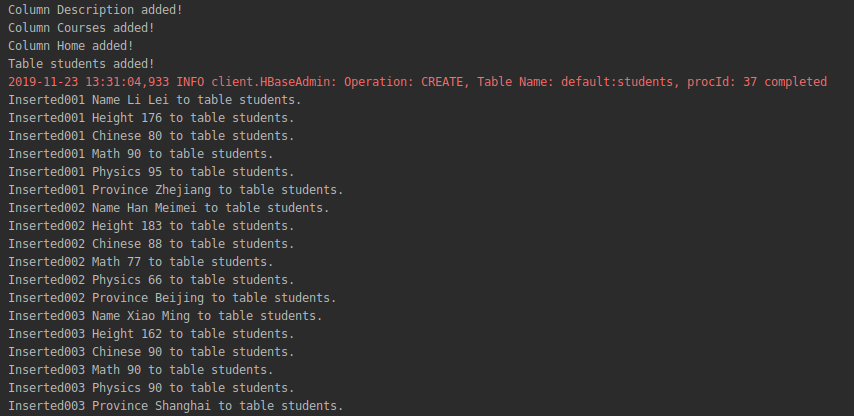 Column Description added!
Column Courses added!
Column Home added!
Table students added!
2019-11-23 13:31:04,933 INFO client.HBaseAdmin: Operation: CREATE, Table Name: default:students, procId: 37 completed
Inserted001 Name Li Lei to table students.
Inserted001 Height 176 to table students.
Inserted001 Chinese 80 to table students.
Inserted001 Math 90 to table students.
Inserted001 Physics 95 to table students.
Inserted001 Province Zhejiang to table students.
Inserted002 Name Han Meimei to table students.
Inserted002 Height 183 to table students.
Inserted002 Chinese 88 to table students.
Inserted002 Math 77 to table students.
Inserted002 Physics 66 to table students.
Inserted002 Province Beijing to table students.
Inserted003 Name Xiao Ming to table students.
Inserted003 Height 162 to table students.
Inserted003 Chinese 90 to table students.
Inserted003 Math 90 to table students.
Inserted003 Physics 90 to table students.
Inserted003 Province Shanghai to table students.